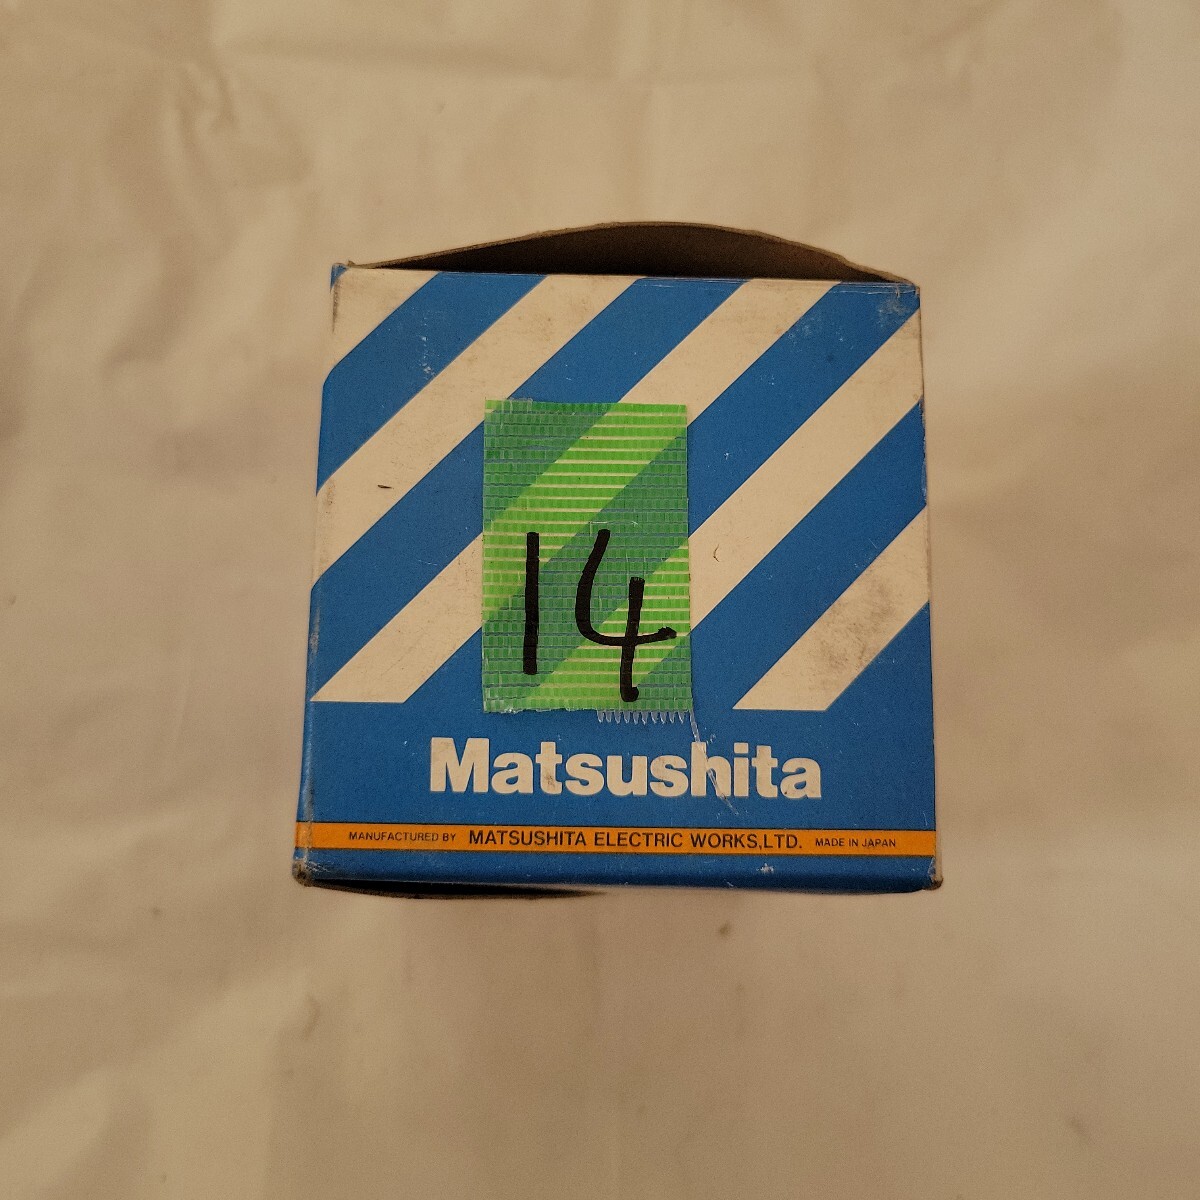 14
Matsushita
MANUFACTURED BY MATSUSHITA ELECTRIC WORKS,LTD. MADE IN JAPAN